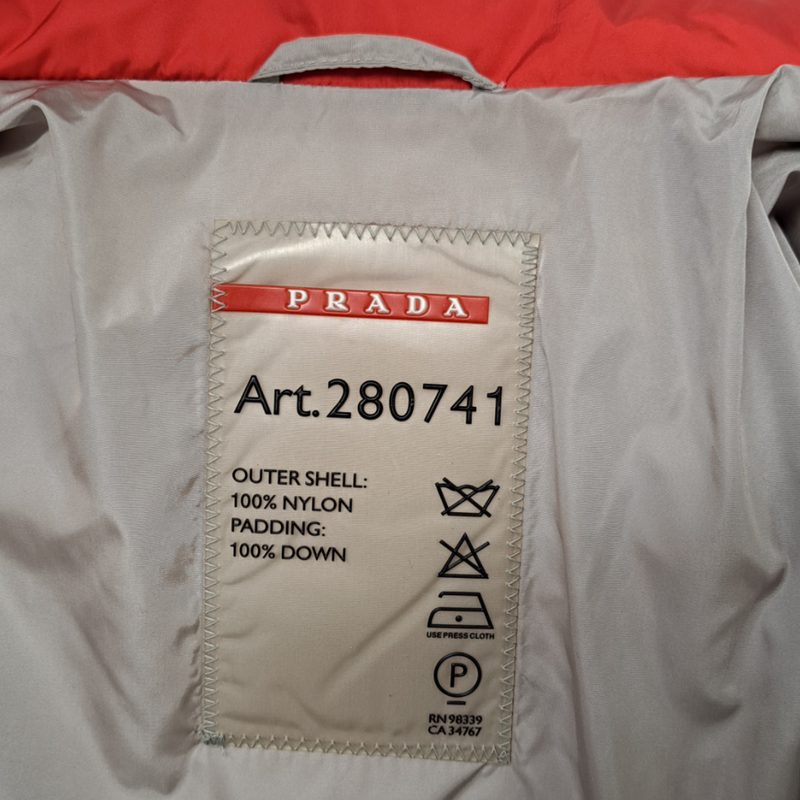 PRADA
Art.280741
OUTER SHELL:
100% NYLON
PADDING:
100% DOWN
USE PRESS CLOTH
P
RN 98339
CA 34767